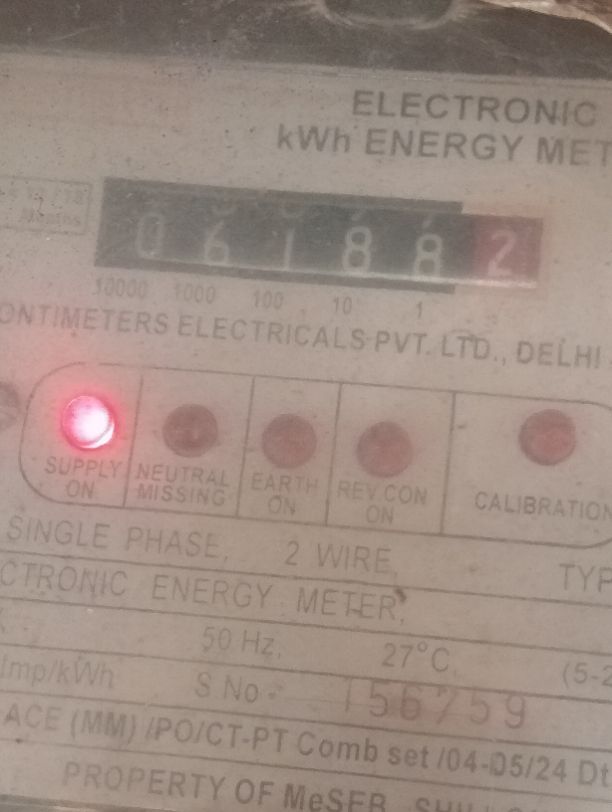 ELECTRONIC
kWh ENERGY MET
06188 2
10000 1000 100 10 1
ONTIMETERS ELECTRICALS PVT. LTD., DELHI
SUPPLY ON
NEUTRAL MISSING
EARTH ON
REV.CON ON
CALIBRATION
SINGLE PHASE, 2 WIRE, TYP
CTRONIC ENERGY METER,
50 Hz, 27°C, (5-2
Imp/kWh S No 156759
ACE (MM) /PO/CT-PT Comb set /04-05/24 Dt
PROPERTY OF MeSEB